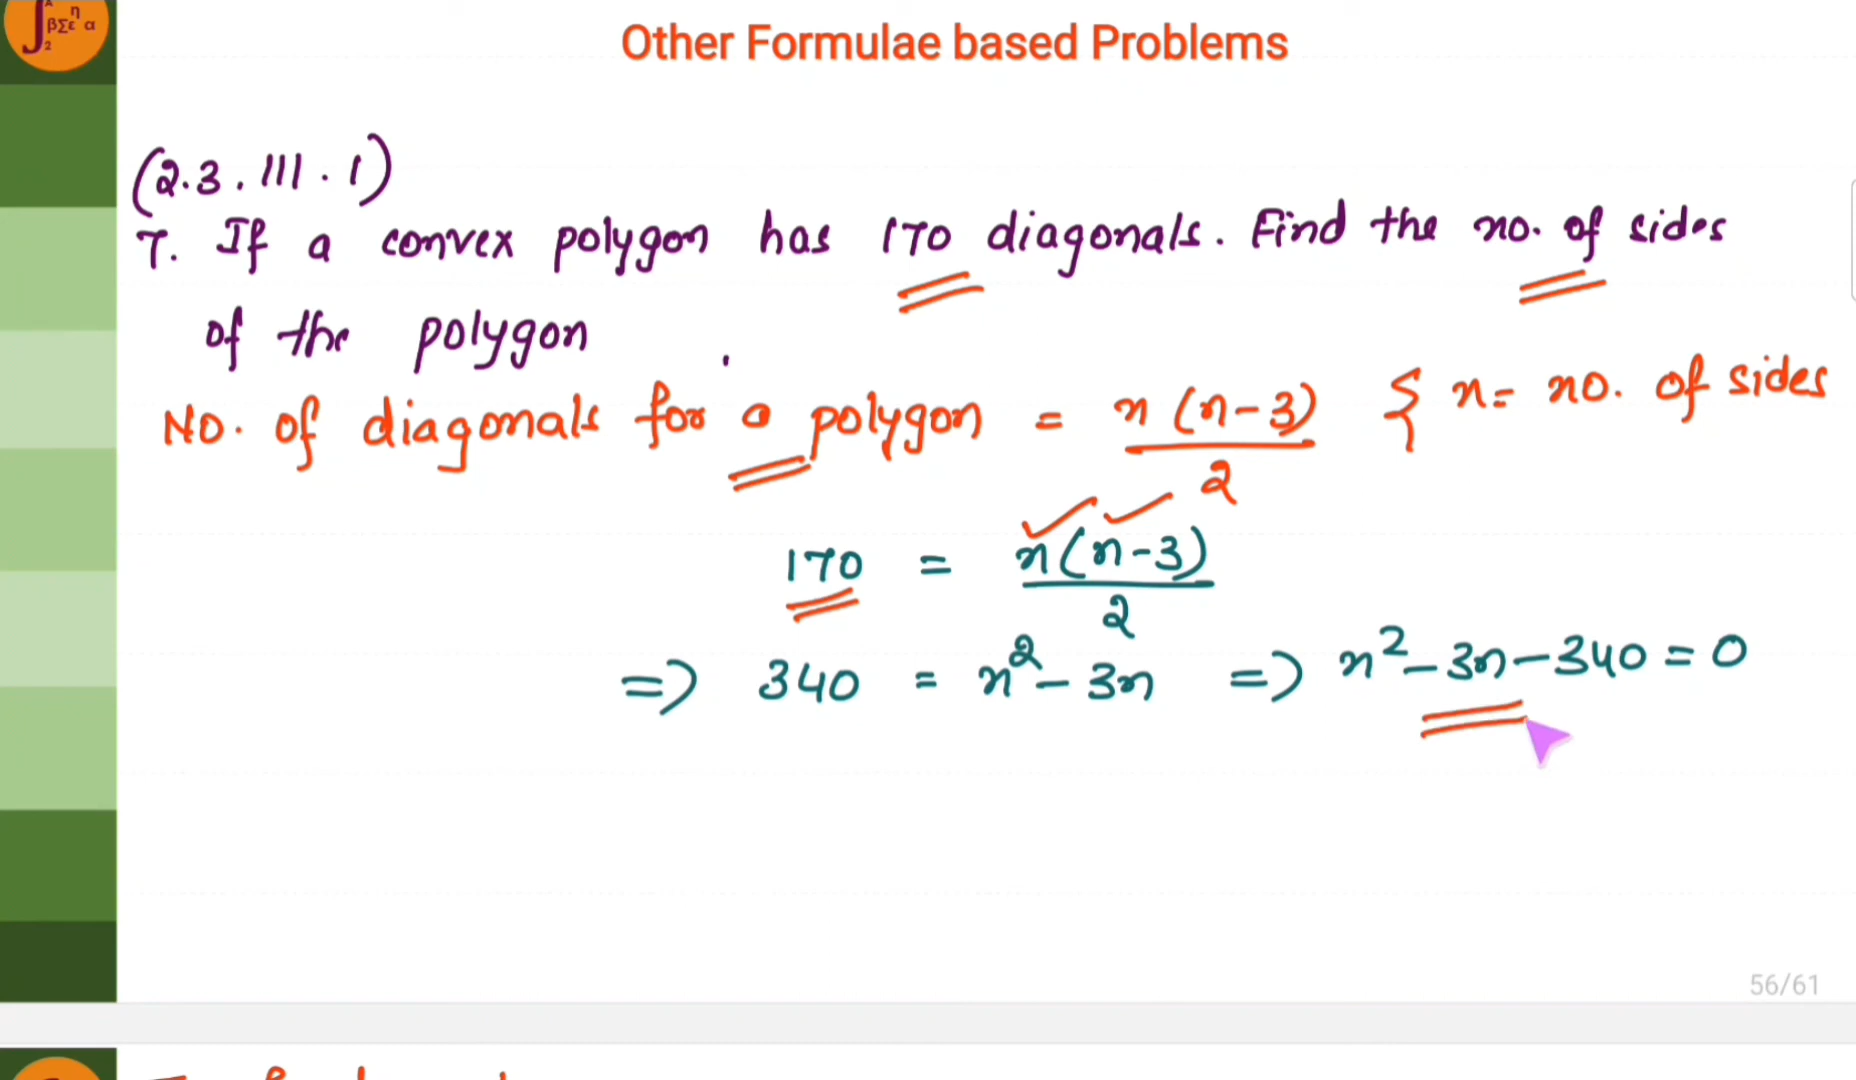 Other Formulae based Problems
(2.3.III.1)
7. If a convex polygon has 170 diagonals. Find the no. of sides
of the polygon .
No. of diagonals for a polygon = n(n-3)/2 { n = no. of sides
170 = n(n-3)/2
=> 340 = n² - 3n => n² - 3n - 340 = 0
56/61